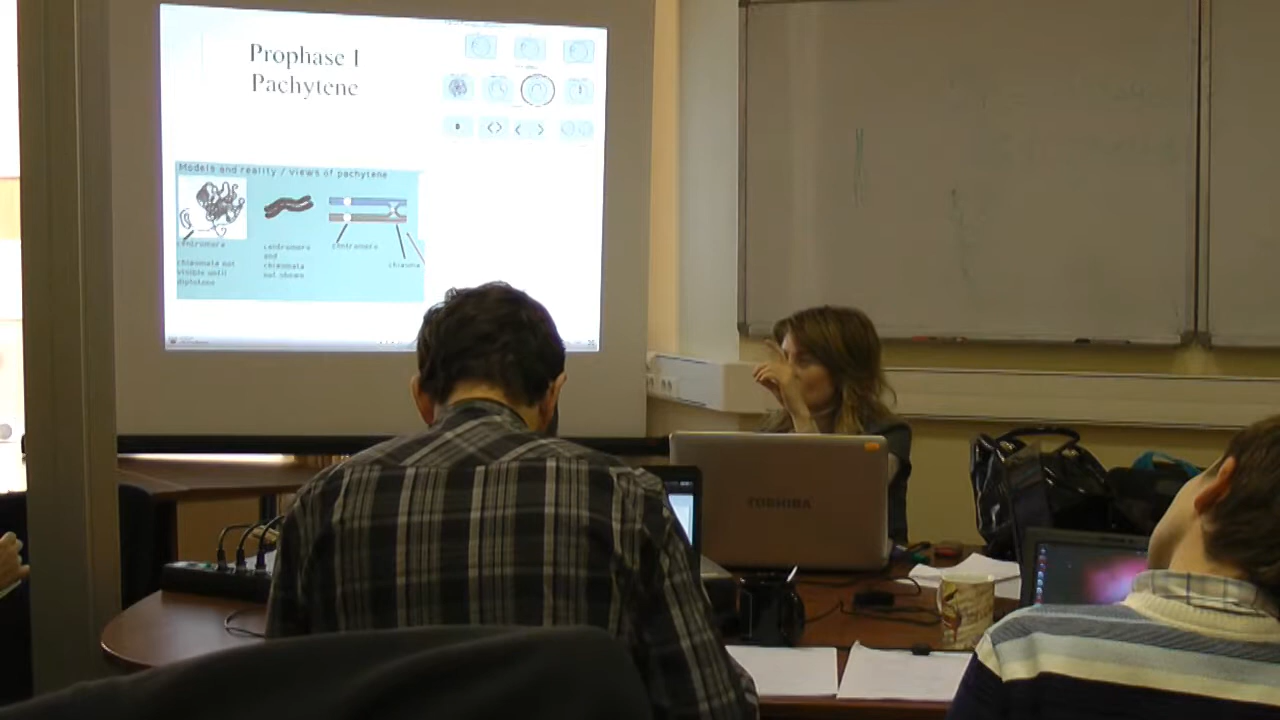 Prophase I
Pachytene
Models and reality / views of pachytene
centromere
chiasmata not
visible until
diplotene
centromere
and
chiasmata
not shown
centromere
chiasma
TOSHIBA